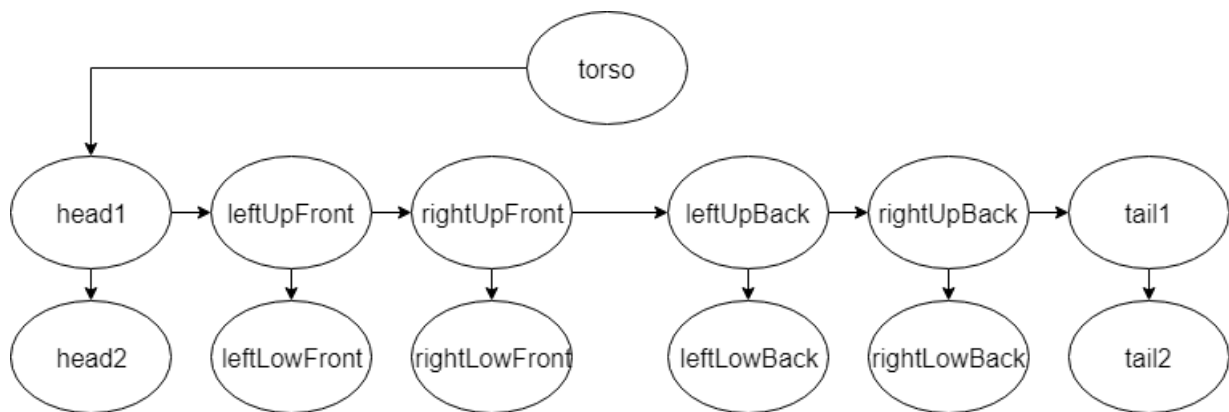 torso
head1
leftUpFront
rightUpFront
leftUpBack
rightUpBack
tail1
head2
leftLowFront
rightLowFront
leftLowBack
rightLowBack
tail2